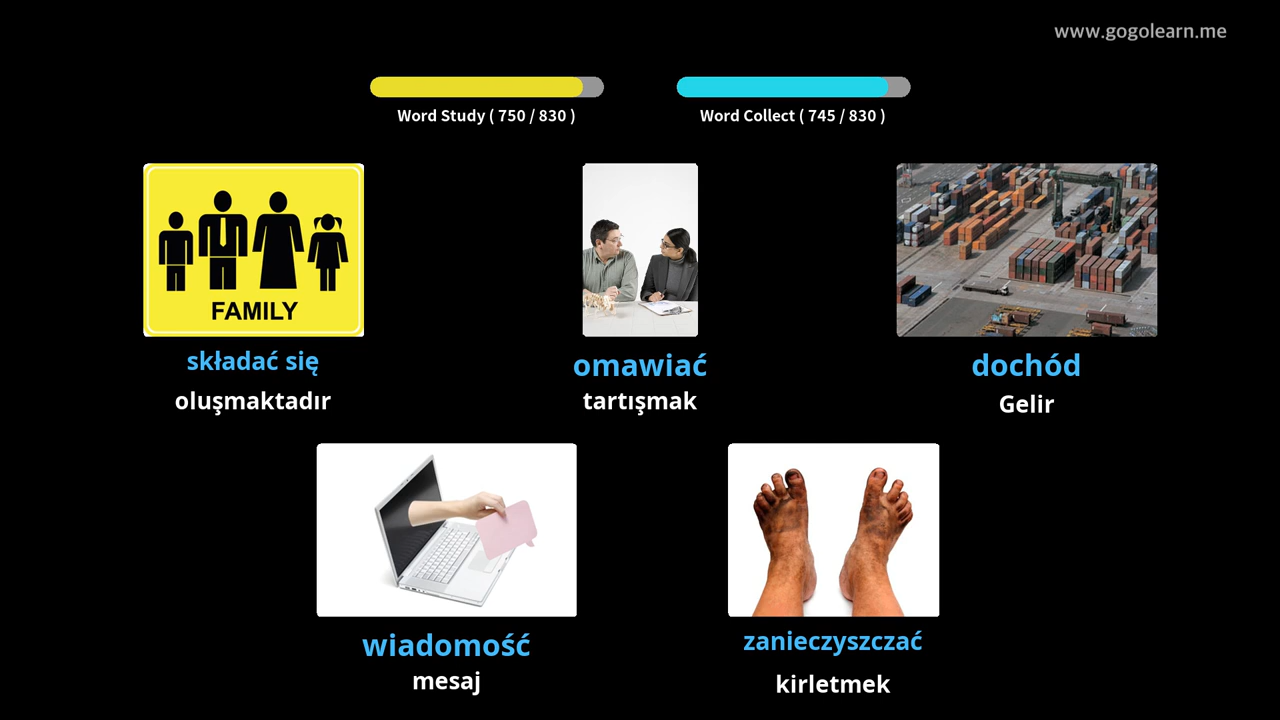 www.gogolearn.me
Word Study ( 750 / 830 )
Word Collect ( 745 / 830 )
FAMILY
składać się
oluşmaktadır
omawiać
tartışmak
dochód
Gelir
wiadomość
mesaj
zanieczyszczać
kirletmek